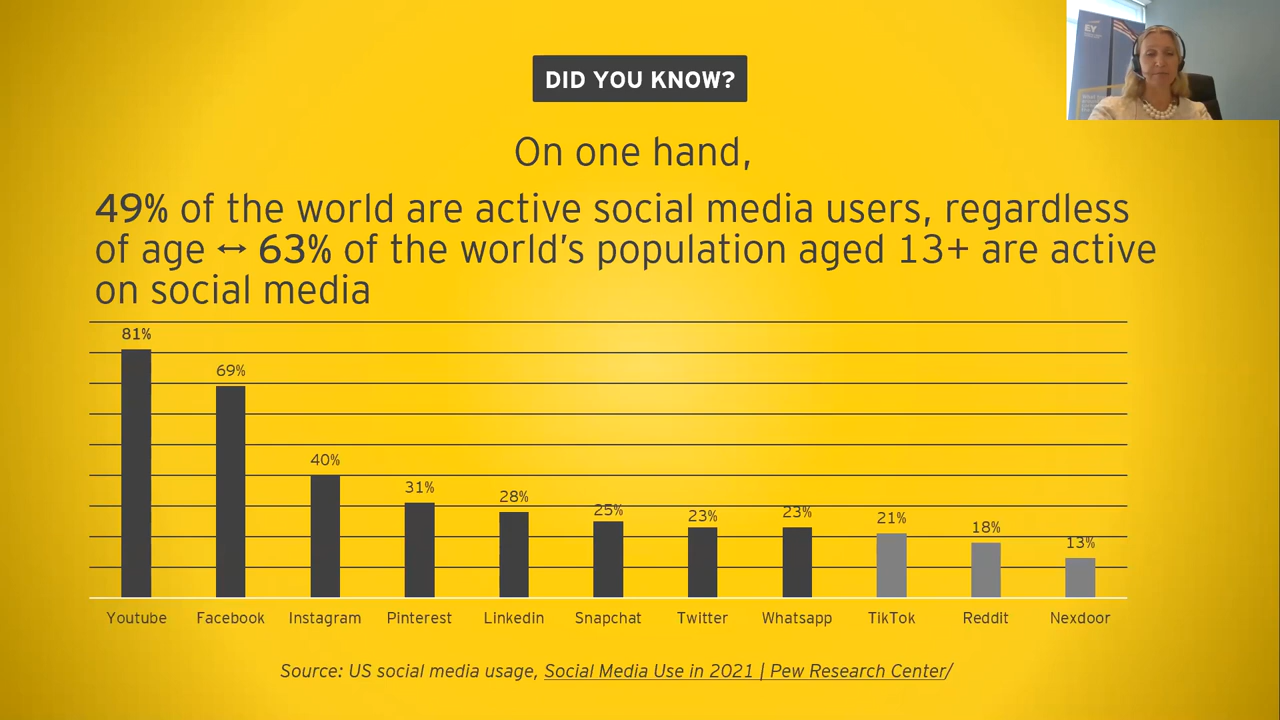 EY
DID YOU KNOW?
On one hand,
49% of the world are active social media users, regardless
of age ↔ 63% of the world's population aged 13+ are active
on social media
81%
69%
40%
31%
28%
25%
23%
23%
21%
18%
13%
Youtube
Facebook
Instagram
Pinterest
Linkedin
Snapchat
Twitter
Whatsapp
TikTok
Reddit
Nexdoor
Source: US social media usage, Social Media Use in 2021 | Pew Research Center/